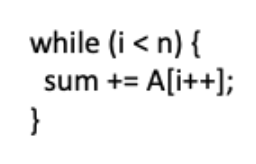 while (i < n) {
sum += A[i++];
}